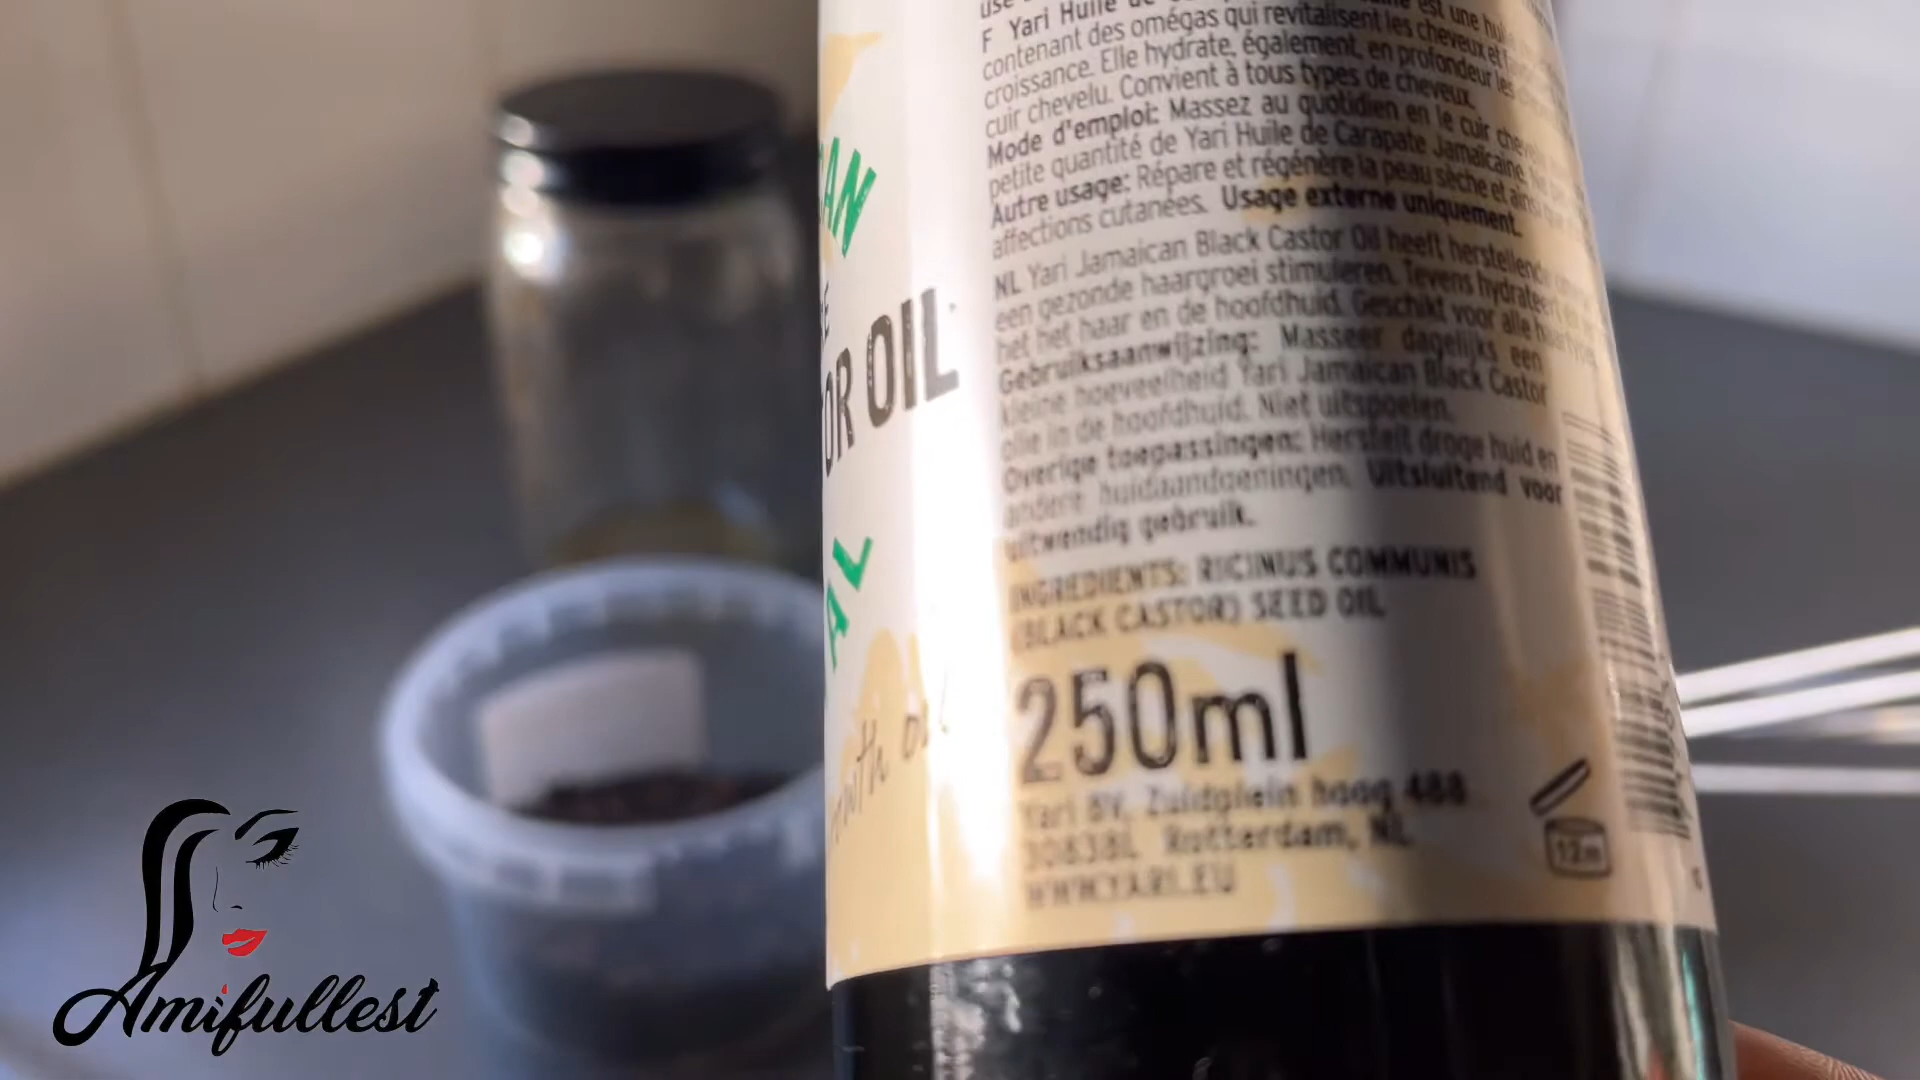 F Yari Huile de
contenant des omégas qui revitalisent les cheveux et
croissance. Elle hydrate, également, en profondeur les
cuir chevelu. Convient à tous types de cheveux.
Mode d'emploi: Massez au quotidien en le cuir
petite quantité de Yari Huile de Carapate Jamaicaine
Autre usage: Répare et régénère la peau sèche et
affections cutanées. Usage externe uniquement.
NL Yari Jamaican Black Castor Oil heeft herstellende
een gezonde haargroei stimuleren. Tevens hydrateert
het het haar en de hoofdhuid. Geschikt voor alle haartypes.
Gebruiksaanwijzing: Masseer dagelijks een
kleine hoeveelheid Yari Jamaican Black Castor
olie in de hoofdhuid. Niet uitspoelen.
Overige toepassingen: Herstelt droge huid en
andere huidaandoeningen. Uitsluitend voor
uitwendig gebruik.
INGREDIENTS: RICINUS COMMUNIS
(BLACK CASTOR) SEED OIL
250ml
Yari BV, Zuidplein hoog 488
Rotterdam, NL
WWW.YARI.EU
12m
OIL
Amifullest